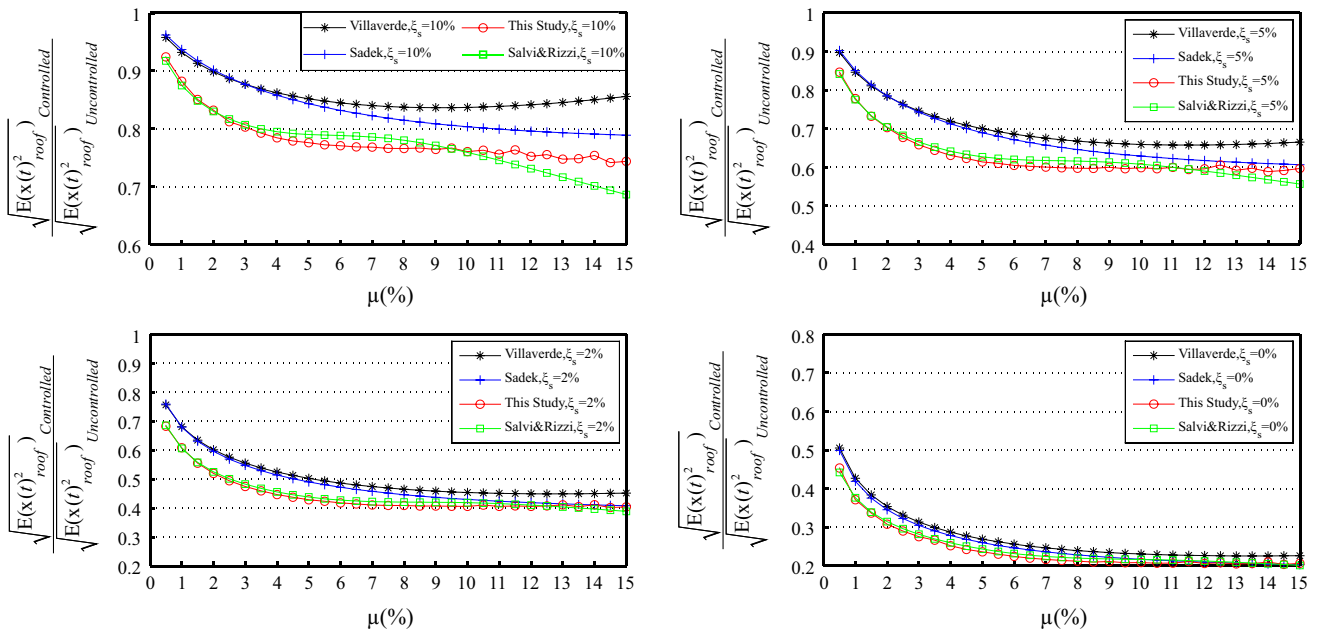 √E(x(t)²roof)Controlled
√E(x(t)²roof)Uncontrolled
1
0.9
0.8
0.7
0.6
0 1 2 3 4 5 6 7 8 9 10 11 12 13 14 15
μ(%)
Villaverde,ξs=10%
This Study,ξs=10%
Sadek,ξs=10%
Salvi&Rizzi,ξs=10%
√E(x(t)²roof)Controlled
√E(x(t)²roof)Uncontrolled
1
0.9
0.8
0.7
0.6
0.5
0.4
0 1 2 3 4 5 6 7 8 9 10 11 12 13 14 15
μ(%)
Villaverde,ξs=5%
Sadek,ξs=5%
This Study,ξs=5%
Salvi&Rizzi,ξs=5%
√E(x(t)²roof)Controlled
√E(x(t)²roof)Uncontrolled
1
0.9
0.8
0.7
0.6
0.5
0.4
0.3
0.2
0 1 2 3 4 5 6 7 8 9 10 11 12 13 14 15
μ(%)
Villaverde,ξs=2%
Sadek,ξs=2%
This Study,ξs=2%
Salvi&Rizzi,ξs=2%
√E(x(t)²roof)Controlled
√E(x(t)²roof)Uncontrolled
0.8
0.7
0.6
0.5
0.4
0.3
0.2
0 1 2 3 4 5 6 7 8 9 10 11 12 13 14 15
μ(%)
Villaverde,ξs=0%
Sadek,ξs=0%
This Study,ξs=0%
Salvi&Rizzi,ξs=0%